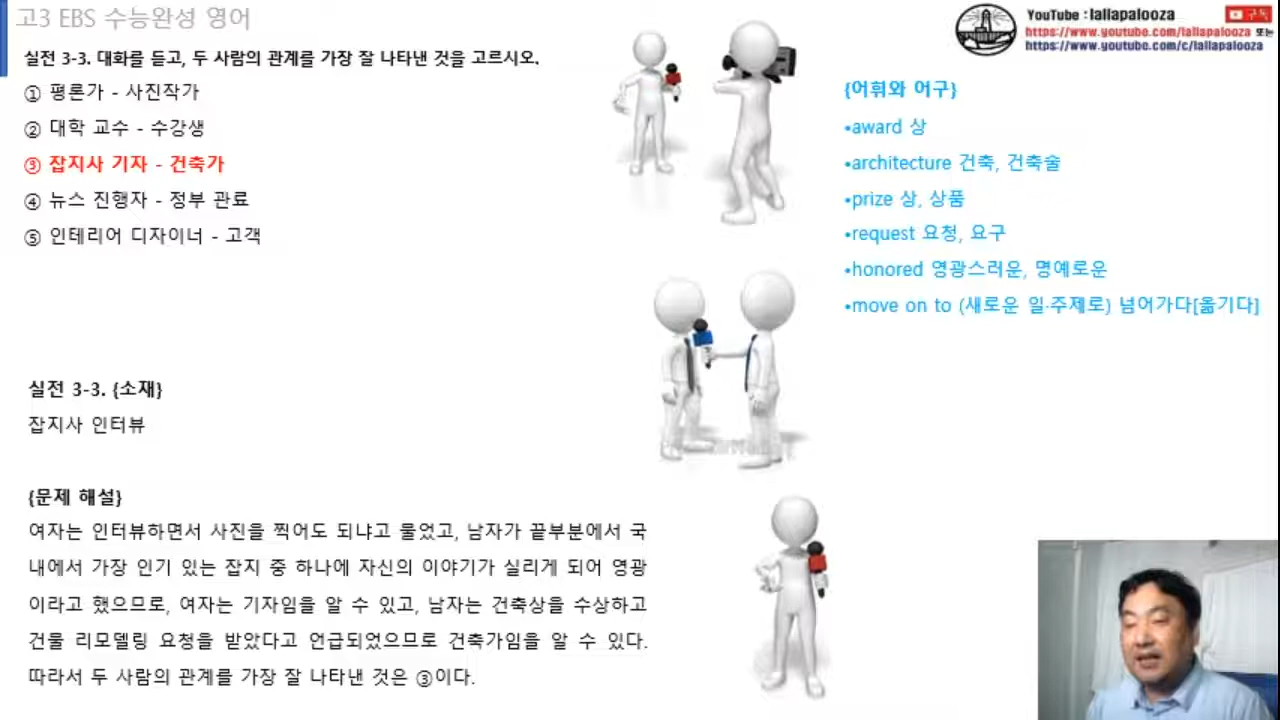 고3 EBS 수능완성 영어
YouTube : lallapalooza
구독
https://www.youtube.com/lallapalooza 또는
https://www.youtube.com/c/lallapalooza
실전 3-3. 대화를 듣고, 두 사람의 관계를 가장 잘 나타낸 것을 고르시오.
① 평론가 - 사진작가
② 대학 교수 - 수강생
③ 잡지사 기자 - 건축가
④ 뉴스 진행자 - 정부 관료
⑤ 인테리어 디자이너 - 고객
{어휘와 어구}
•award 상
•architecture 건축, 건축술
•prize 상, 상품
•request 요청, 요구
•honored 영광스러운, 명예로운
•move on to (새로운 일·주제로) 넘어가다[옮기다]
실전 3-3. {소재}
잡지사 인터뷰
{문제 해설}
여자는 인터뷰하면서 사진을 찍어도 되냐고 물었고, 남자가 끝부분에서 국
내에서 가장 인기 있는 잡지 중 하나에 자신의 이야기가 실리게 되어 영광
이라고 했으므로, 여자는 기자임을 알 수 있고, 남자는 건축상을 수상하고
건물 리모델링 요청을 받았다고 언급되었으므로 건축가임을 알 수 있다.
따라서 두 사람의 관계를 가장 잘 나타낸 것은 ③이다.